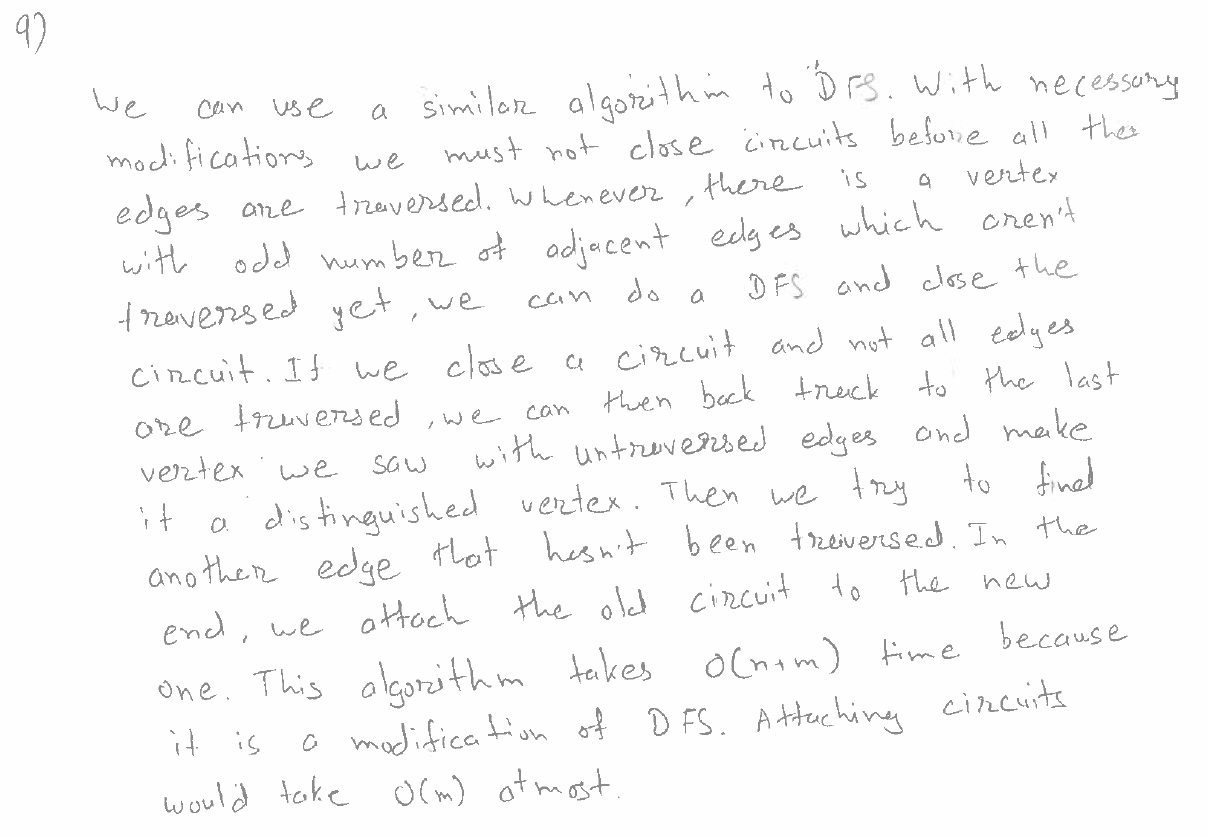 9)
We can use a similar algorithm to DFS. With necessary
modifications we must not close circuits before all the
edges are traversed. Whenever, there is a vertex
with odd number of adjacent edges which aren't
traversed yet, we can do a DFS and close the
circuit. If we close a circuit and not all edges
are traversed, we can then back track to the last
vertex we saw with untraversed edges and make
it a distinguished vertex. Then we try to find
another edge that hasn't been traversed. In the
end, we attach the old circuit to the new
one. This algorithm takes O(n+m) time because
it is a modification of DFS. Attaching circuits
would take O(m) atmost.